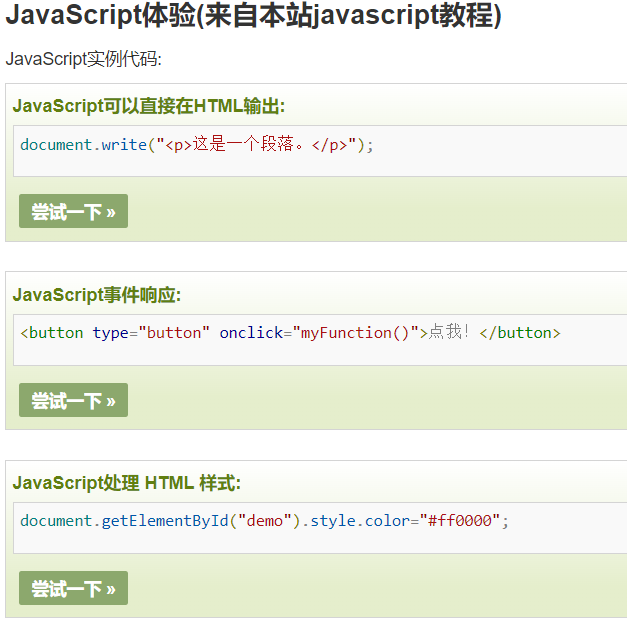 JavaScript体验(来自本站javascript教程)
JavaScript实例代码:
JavaScript可以直接在HTML输出:
document.write("<p>这是一个段落。</p>");
尝试一下 »
JavaScript事件响应:
<button type="button" onclick="myFunction()">点我！</button>
尝试一下 »
JavaScript处理 HTML 样式:
document.getElementById("demo").style.color="#ff0000";
尝试一下 »